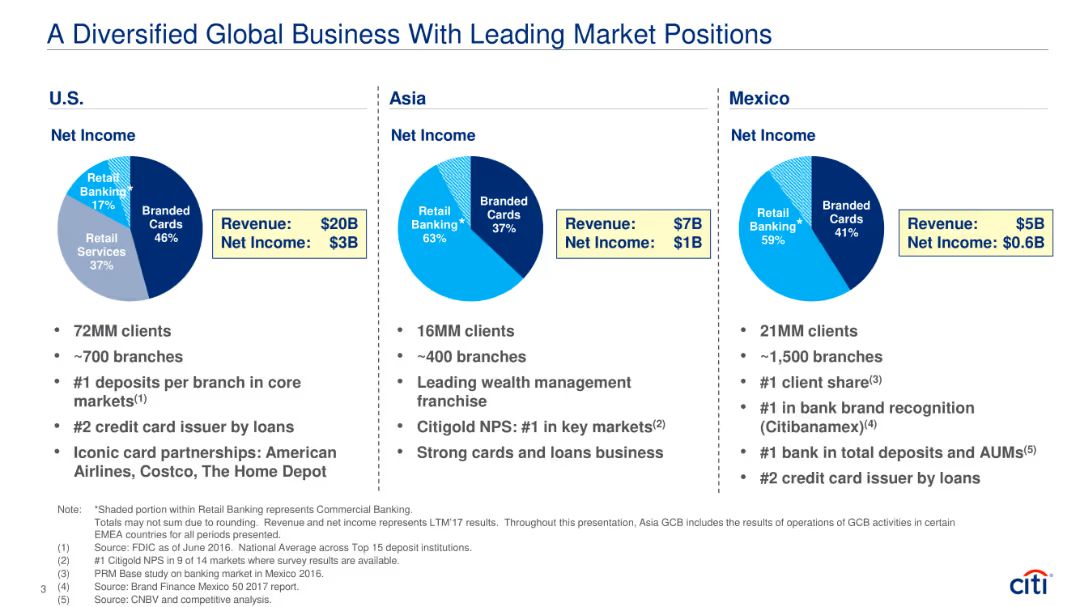 A Diversified Global Business With Leading Market Positions
U.S.
Net Income
Retail
Banking*
17%
Branded
Cards
46%
Retail
Services
37%
Revenue: $20B
Net Income: $3B
• 72MM clients
• ~700 branches
• #1 deposits per branch in core
markets(1)
• #2 credit card issuer by loans
• Iconic card partnerships: American
Airlines, Costco, The Home Depot
Asia
Net Income
Retail
Banking*
63%
Branded
Cards
37%
Revenue: $7B
Net Income: $1B
• 16MM clients
• ~400 branches
• Leading wealth management
franchise
• Citigold NPS: #1 in key markets(2)
• Strong cards and loans business
Mexico
Net Income
Retail
Banking*
59%
Branded
Cards
41%
Revenue: $5B
Net Income: $0.6B
• 21MM clients
• ~1,500 branches
• #1 client share(3)
• #1 in bank brand recognition
(Citibanamex)(4)
• #1 bank in total deposits and AUMs(5)
• #2 credit card issuer by loans
Note: *Shaded portion within Retail Banking represents Commercial Banking.
Totals may not sum due to rounding. Revenue and net income represents LTM'17 results. Throughout this presentation, Asia GCB includes the results of operations of GCB activities in certain
EMEA countries for all periods presented.
(1) Source: FDIC as of June 2016. National Average across Top 15 deposit institutions.
(2) #1 Citigold NPS in 9 of 14 markets where survey results are available.
(3) PRM Base study on banking market in Mexico 2016.
(4) Source: Brand Finance Mexico 50 2017 report.
(5) Source: CNBV and competitive analysis.
3
citi®